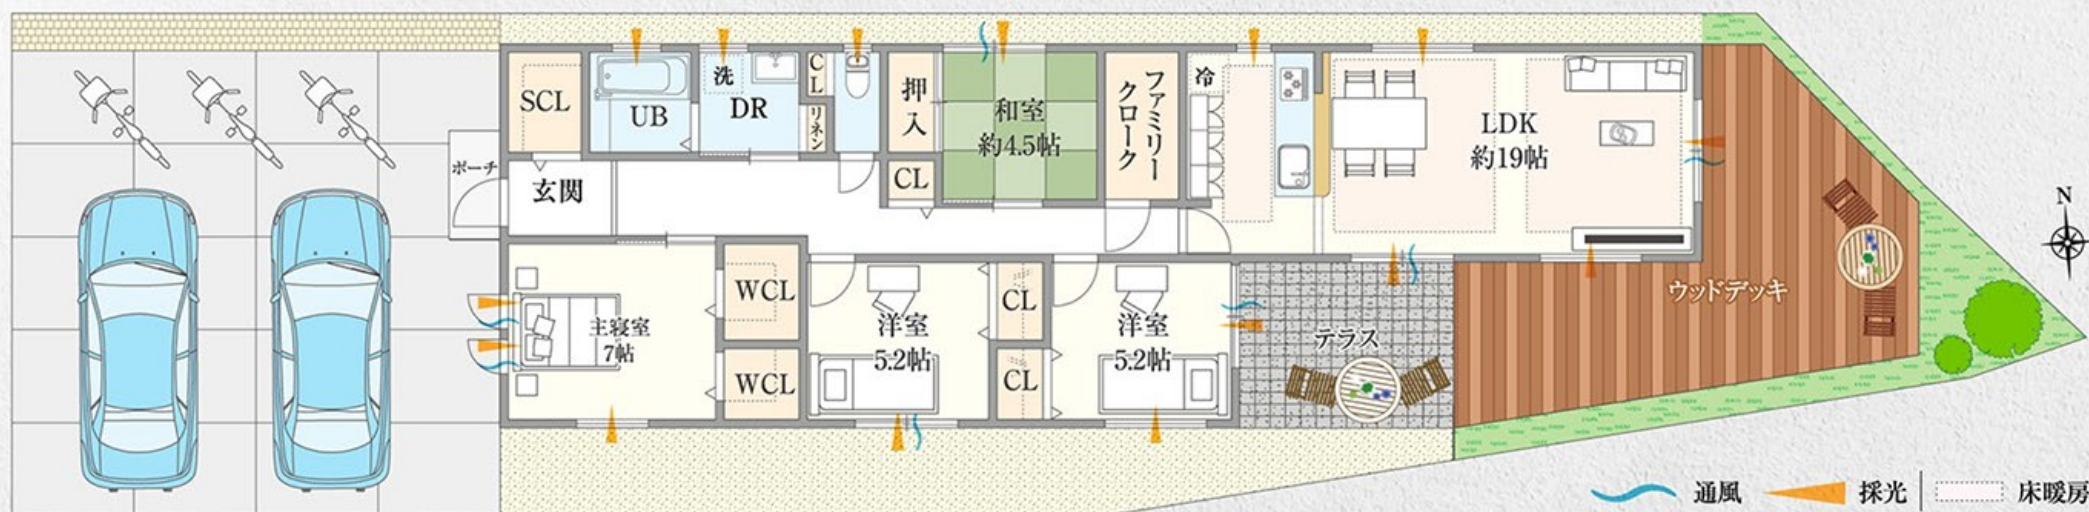 SCL
UB
洗
DR
CL
リネン
押入
和室
約4.5帖
ファミリー
クローク
冷
LDK
約19帖
ポーチ
玄関
CL
N
主寝室
7帖
WCL
WCL
洋室
5.2帖
CL
CL
洋室
5.2帖
テラス
ウッドデッキ
通風
採光
床暖房